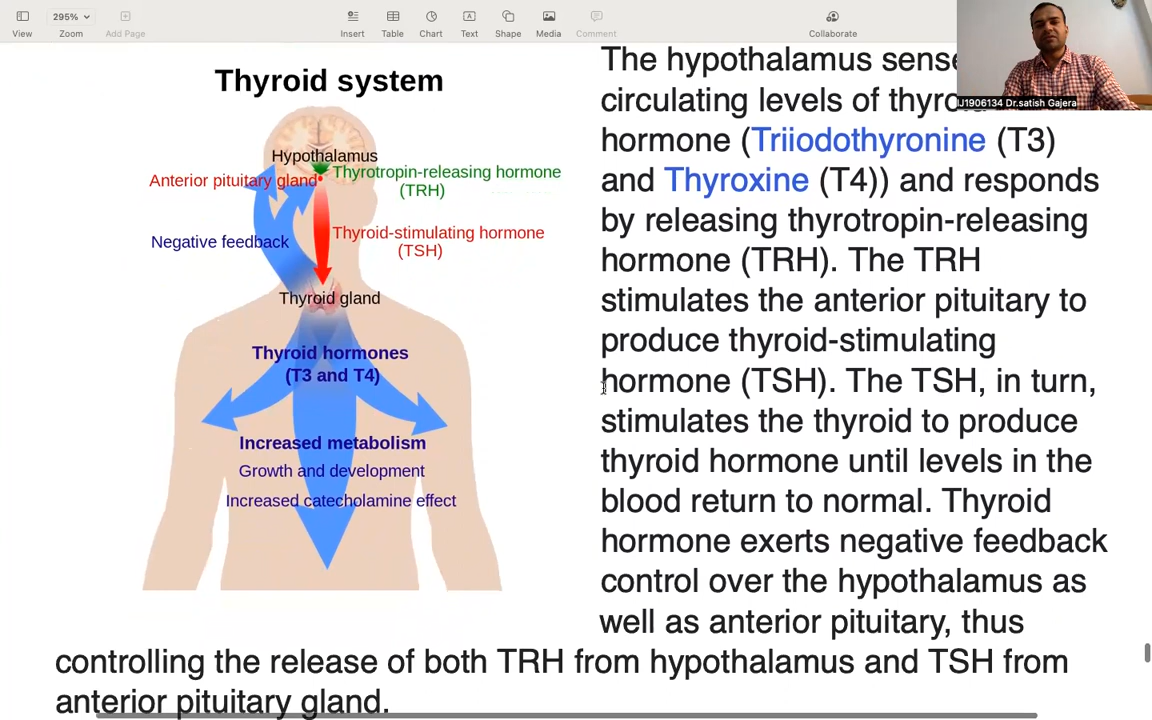 295%
View
Zoom
Add Page
Insert
Table
Chart
Text
Shape
Media
Comment
Collaborate
IJ1906134 Dr.satish Gajera
Thyroid system
Hypothalamus
Anterior pituitary gland
Thyrotropin-releasing hormone
(TRH)
Negative feedback
Thyroid-stimulating hormone
(TSH)
Thyroid gland
Thyroid hormones
(T3 and T4)
Increased metabolism
Growth and development
Increased catecholamine effect
The hypothalamus sense
circulating levels of thyro
hormone (Triiodothyronine (T3)
and Thyroxine (T4)) and responds
by releasing thyrotropin-releasing
hormone (TRH). The TRH
stimulates the anterior pituitary to
produce thyroid-stimulating
hormone (TSH). The TSH, in turn,
stimulates the thyroid to produce
thyroid hormone until levels in the
blood return to normal. Thyroid
hormone exerts negative feedback
control over the hypothalamus as
well as anterior pituitary, thus
controlling the release of both TRH from hypothalamus and TSH from
anterior pituitary gland.